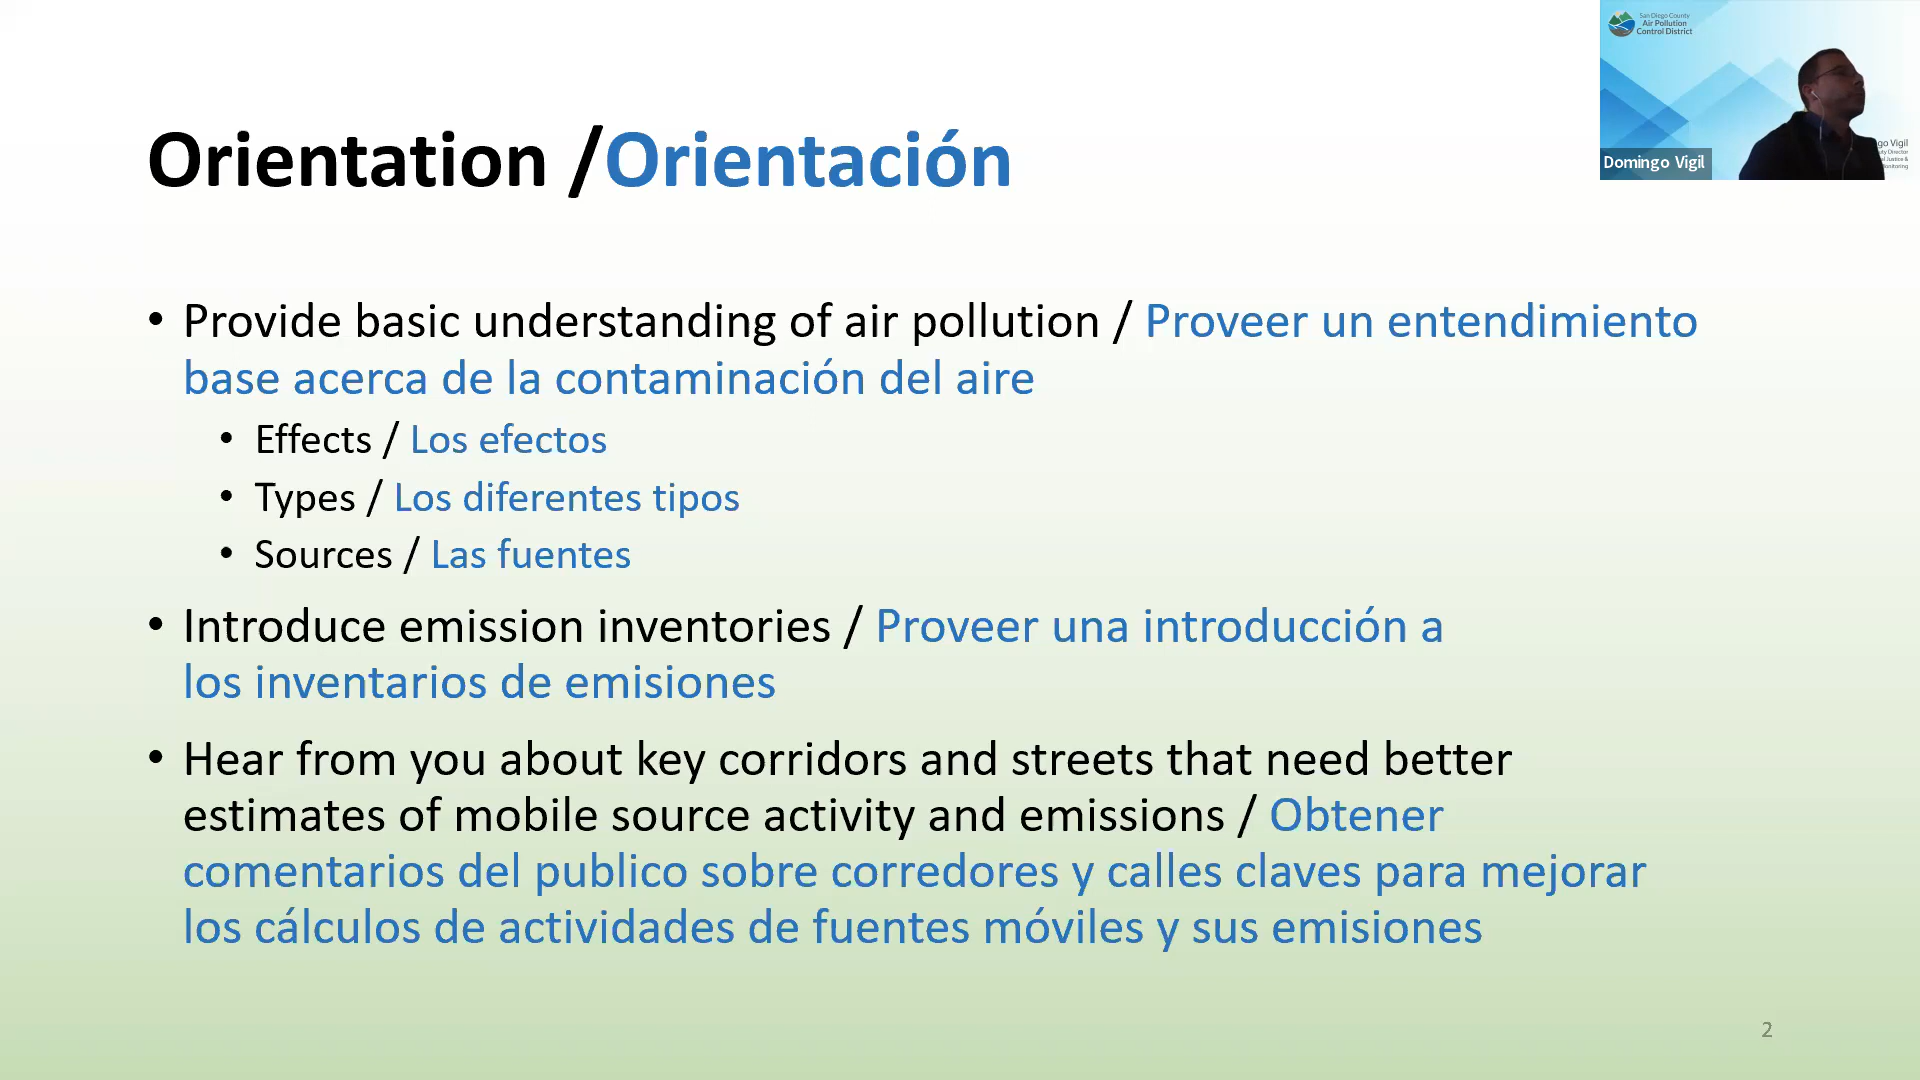 San Diego County
Air Pollution
Control District
go Vigil
Domingo Vigil
Orientation /Orientación
• Provide basic understanding of air pollution / Proveer un entendimiento
base acerca de la contaminación del aire
• Effects / Los efectos
• Types / Los diferentes tipos
• Sources / Las fuentes
• Introduce emission inventories / Proveer una introducción a
los inventarios de emisiones
• Hear from you about key corridors and streets that need better
estimates of mobile source activity and emissions / Obtener
comentarios del publico sobre corredores y calles claves para mejorar
los cálculos de actividades de fuentes móviles y sus emisiones
2